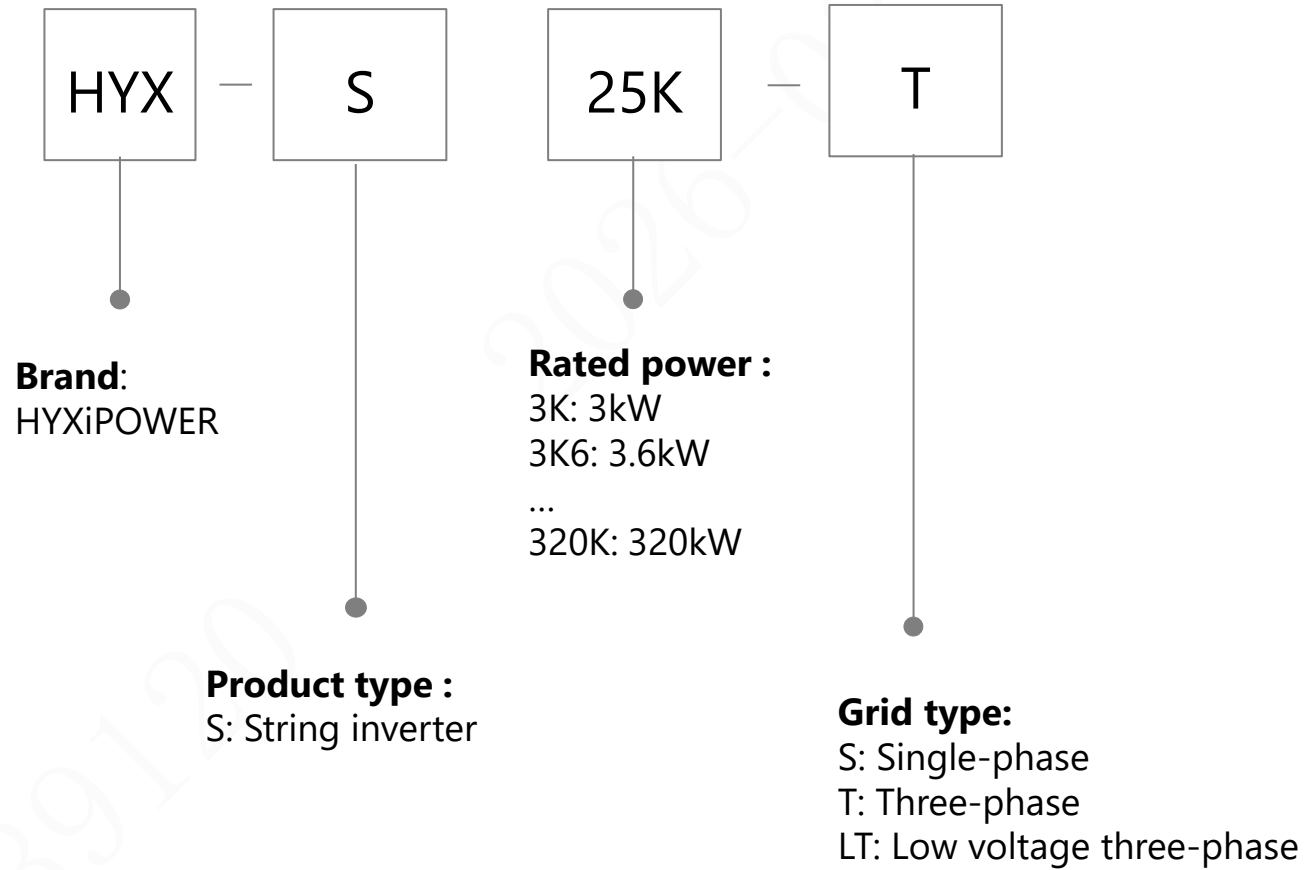 HYX — S 25K — T
Brand:
HYXiPOWER
Rated power :
3K: 3kW
3K6: 3.6kW
...
320K: 320kW
Product type :
S: String inverter
Grid type:
S: Single-phase
T: Three-phase
LT: Low voltage three-phase